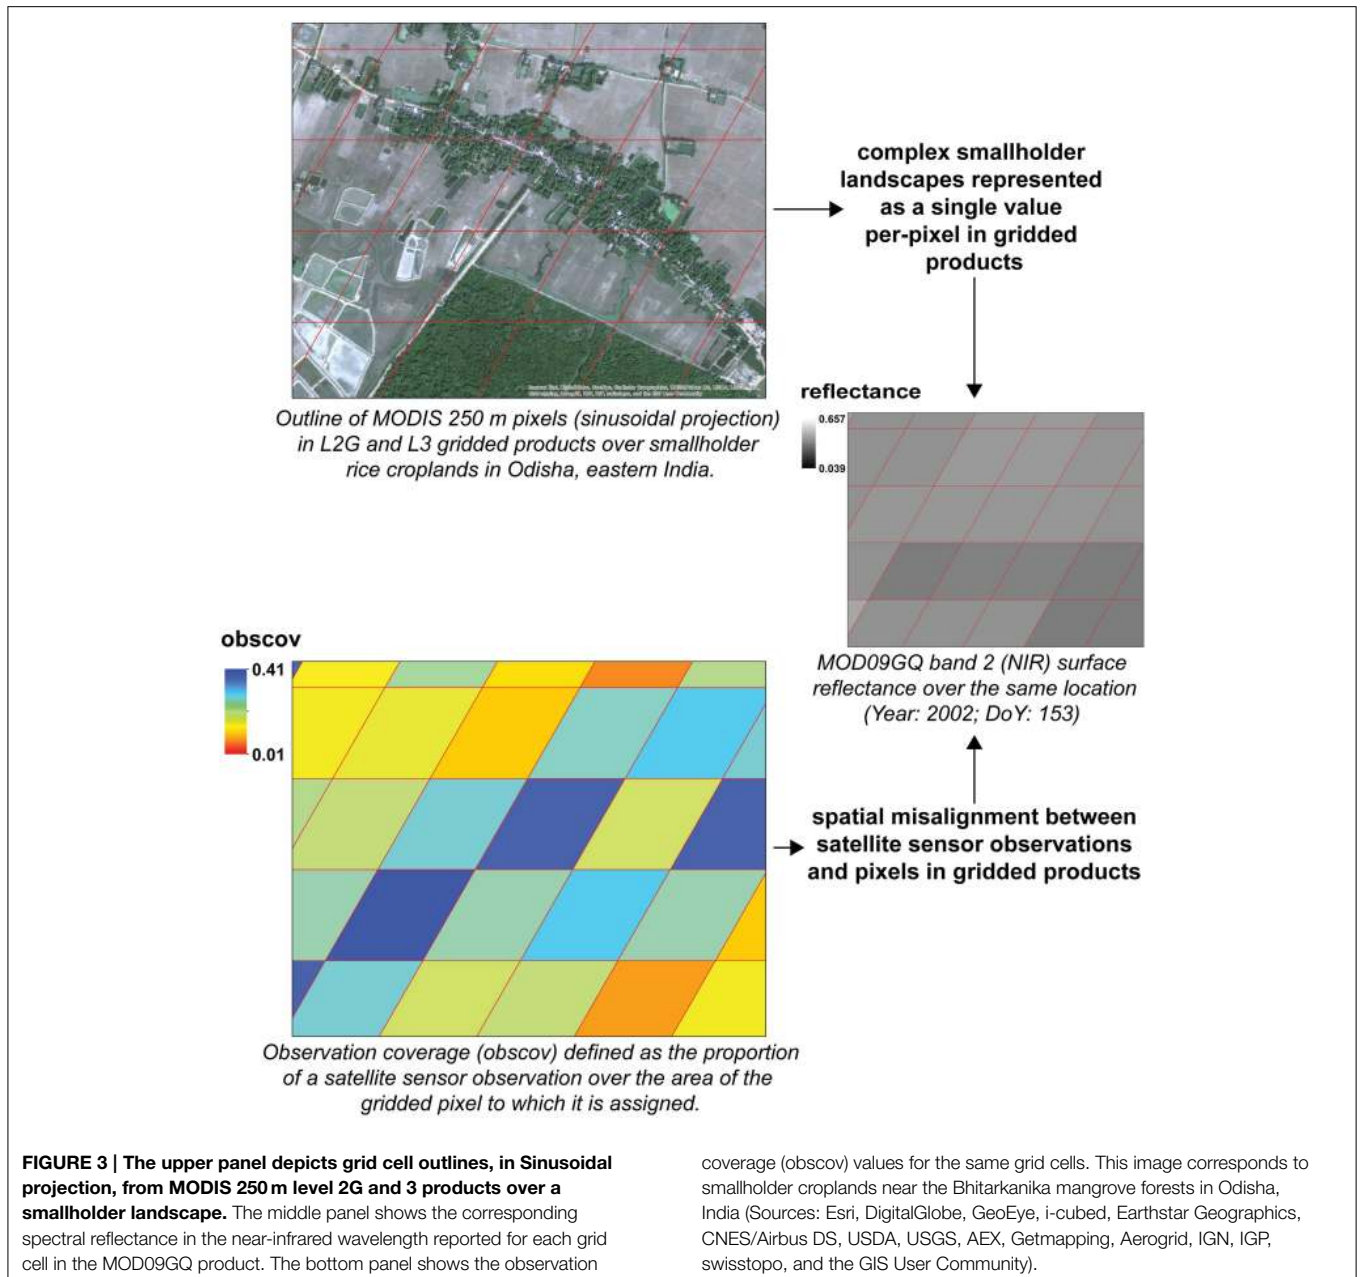 complex smallholder
landscapes represented
as a single value
per-pixel in gridded
products
Outline of MODIS 250 m pixels (sinusoidal projection)
in L2G and L3 gridded products over smallholder
rice croplands in Odisha, eastern India.
reflectance
0.657
0.039
MOD09GQ band 2 (NIR) surface
reflectance over the same location
(Year: 2002; DoY: 153)
obscov
0.41
0.01
spatial misalignment between
satellite sensor observations
and pixels in gridded products
Observation coverage (obscov) defined as the proportion
of a satellite sensor observation over the area of the
gridded pixel to which it is assigned.
FIGURE 3 | The upper panel depicts grid cell outlines, in Sinusoidal
projection, from MODIS 250 m level 2G and 3 products over a
smallholder landscape. The middle panel shows the corresponding
spectral reflectance in the near-infrared wavelength reported for each grid
cell in the MOD09GQ product. The bottom panel shows the observation
coverage (obscov) values for the same grid cells. This image corresponds to
smallholder croplands near the Bhitarkanika mangrove forests in Odisha,
India (Sources: Esri, DigitalGlobe, GeoEye, i-cubed, Earthstar Geographics,
CNES/Airbus DS, USDA, USGS, AEX, Getmapping, Aerogrid, IGN, IGP,
swisstopo, and the GIS User Community).